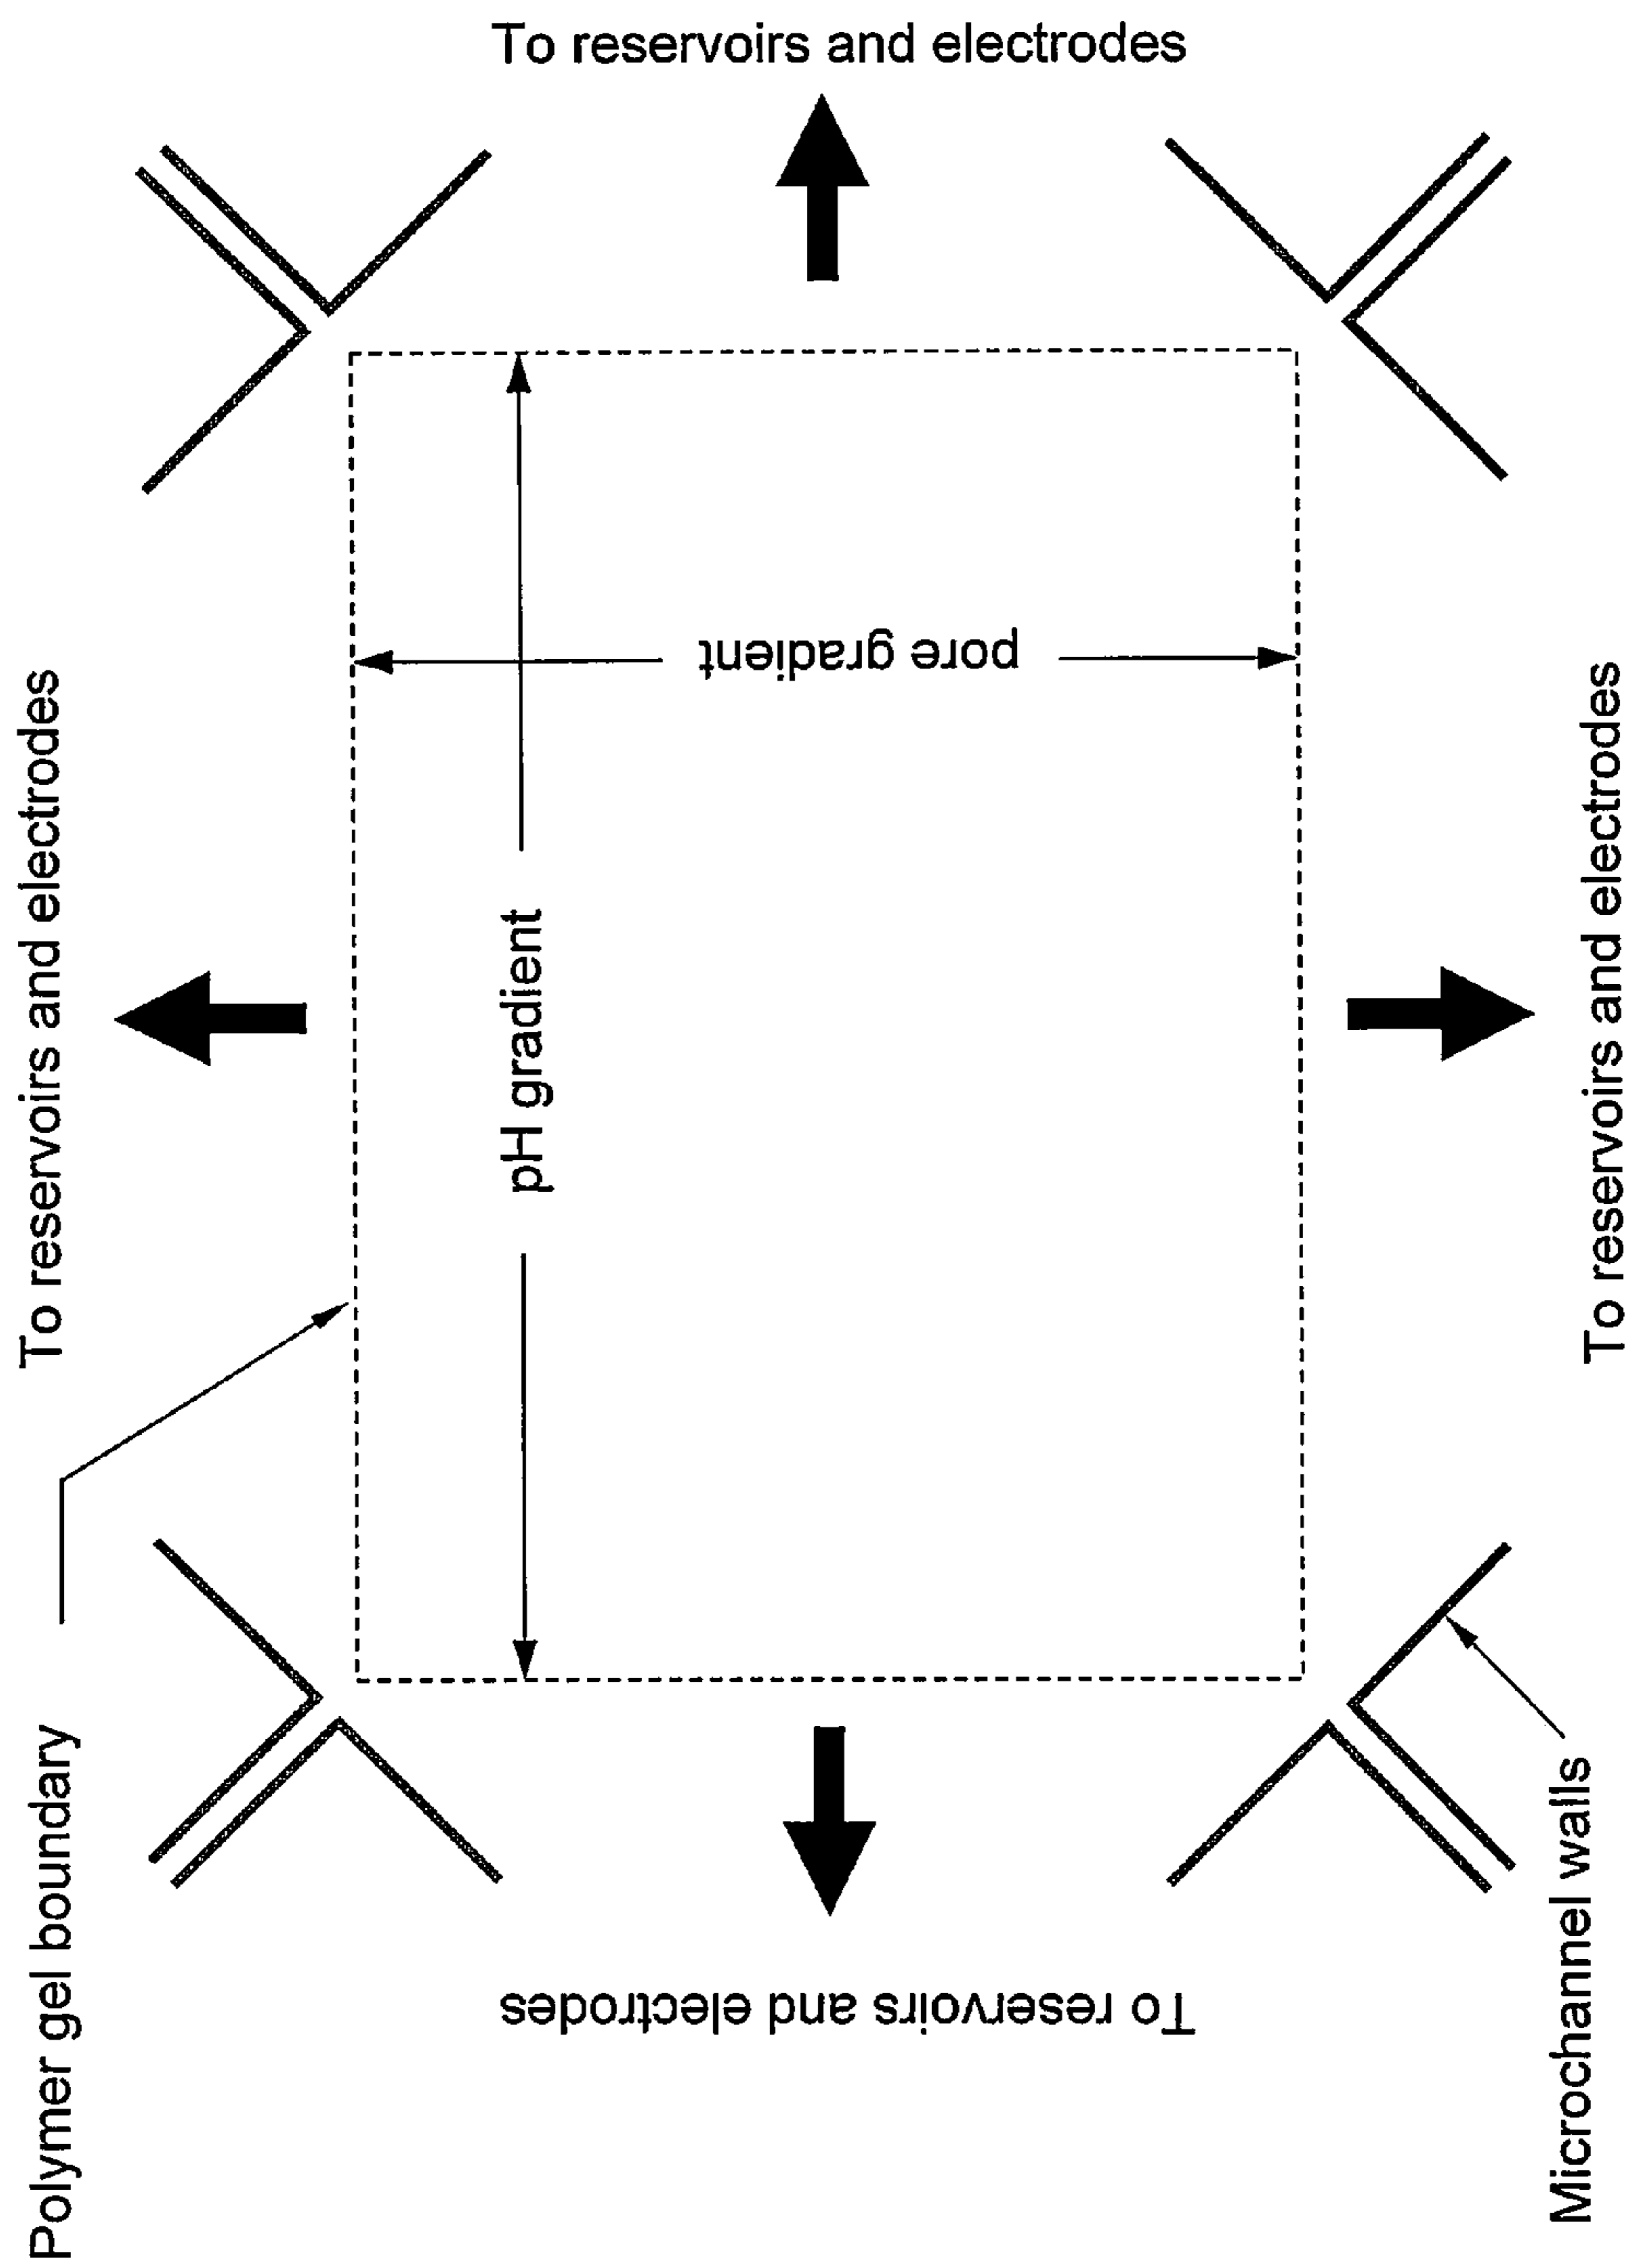 To reservoirs and electrodes
To reservoirs and electrodes
pore gradient
pH gradient
To reservoirs and electrodes
Polymer gel boundary
To reservoirs and electrodes
Microchannel walls